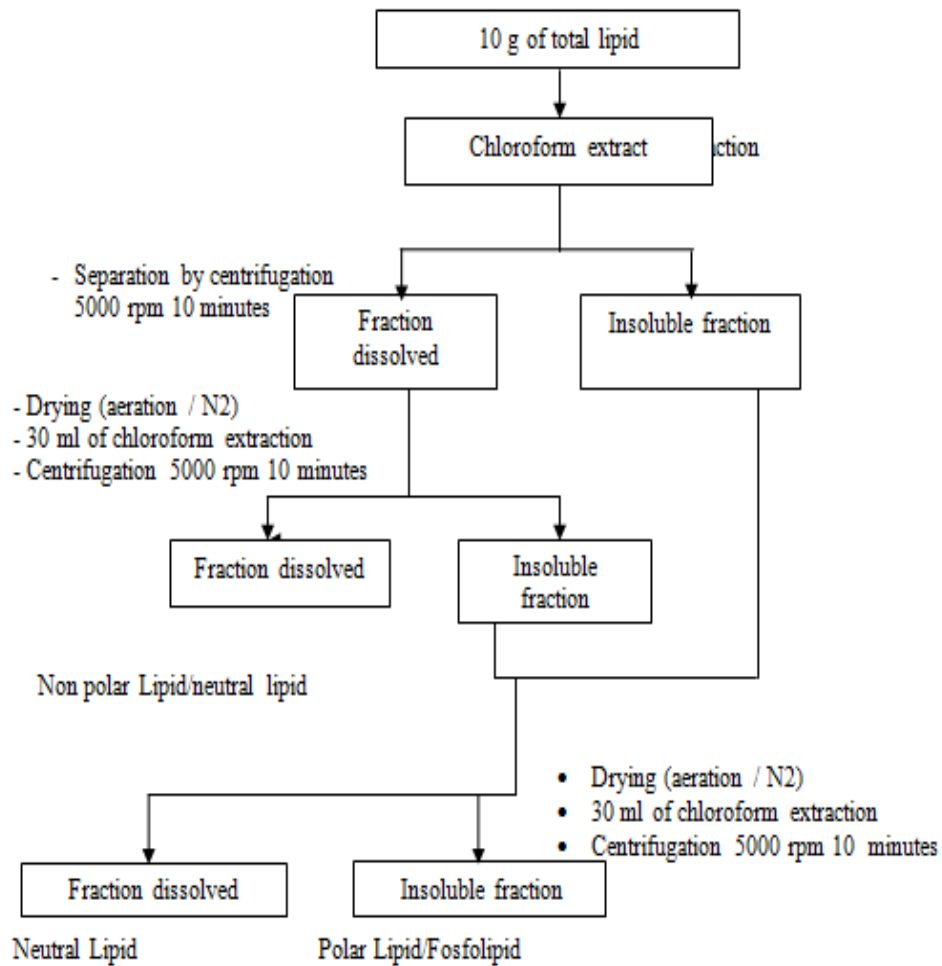 10 g of total lipid
Chloroform extract
- Separation by centrifugation
5000 rpm 10 minutes
Fraction
dissolved
Insoluble fraction
- Drying (aeration / N2)
- 30 ml of chloroform extraction
- Centrifugation 5000 rpm 10 minutes
Fraction dissolved
Insoluble
fraction
Non polar Lipid/neutral lipid
• Drying (aeration / N2)
• 30 ml of chloroform extraction
• Centrifugation 5000 rpm 10 minutes
Fraction dissolved
Insoluble fraction
Neutral Lipid
Polar Lipid/Fosfolipid